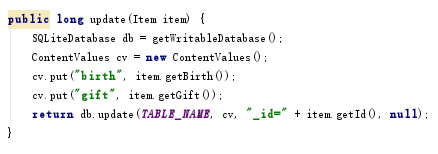 public long update(Item item) {
SQLiteDatabase db = getWritableDatabase();
ContentValues cv = new ContentValues();
cv.put("birth", item.getBirth());
cv.put("gift", item.getGift());
return db.update(TABLE_NAME, cv, "_id=" + item.getId(), null);
}